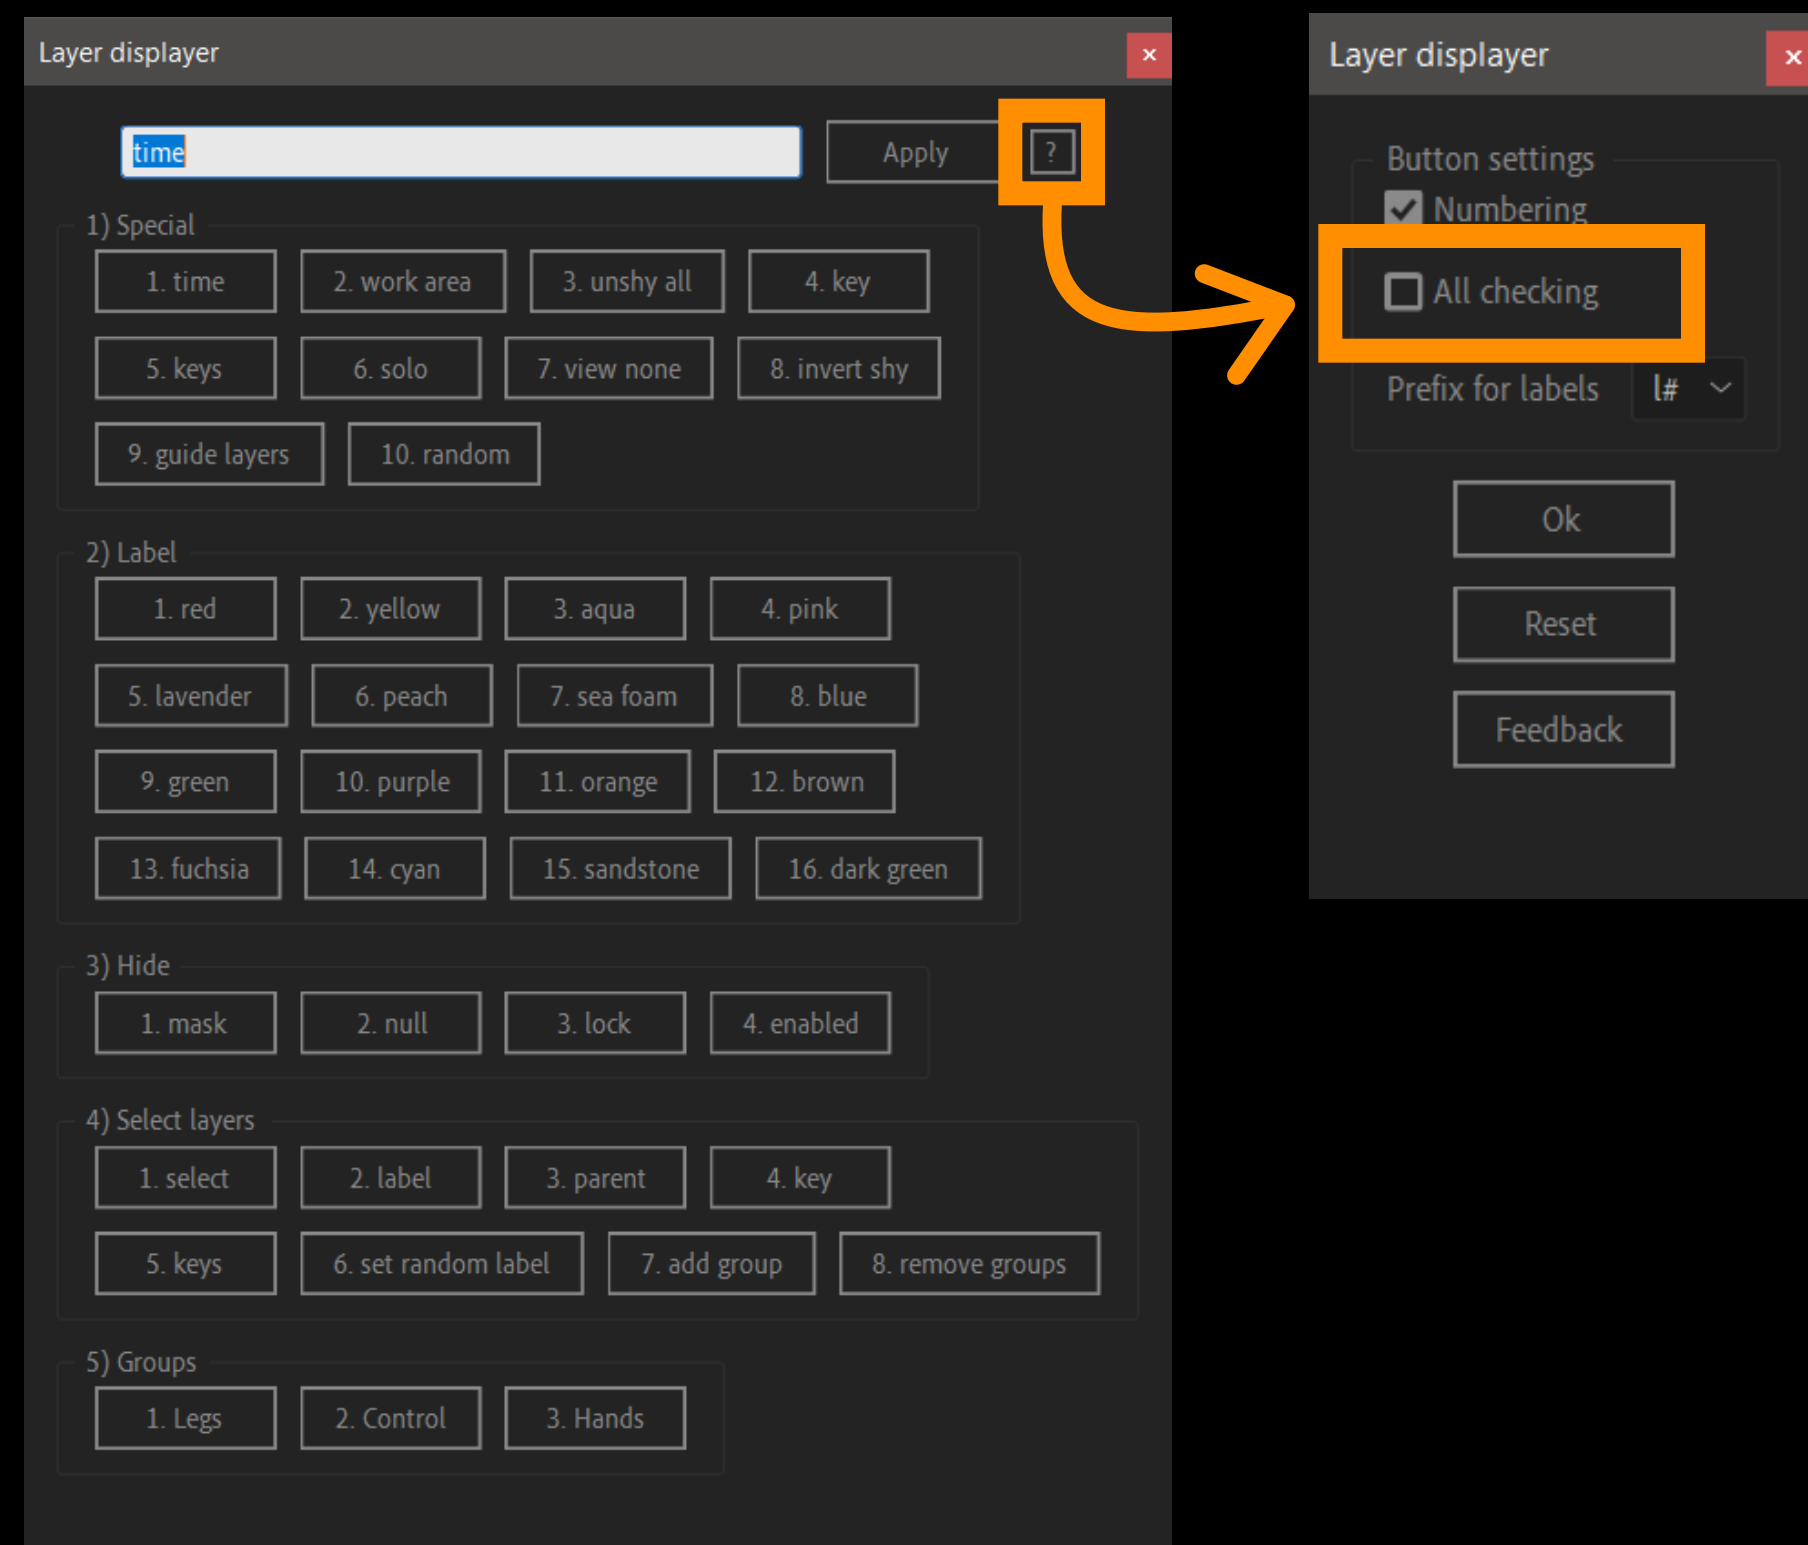 Layer displayer
time
Apply
?
1) Special
1. time
2. work area
3. unshy all
4. key
5. keys
6. solo
7. view none
8. invert shy
9. guide layers
10. random
2) Label
1. red
2. yellow
3. aqua
4. pink
5. lavender
6. peach
7. sea foam
8. blue
9. green
10. purple
11. orange
12. brown
13. fuchsia
14. cyan
15. sandstone
16. dark green
3) Hide
1. mask
2. null
3. lock
4. enabled
4) Select layers
1. select
2. label
3. parent
4. key
5. keys
6. set random label
7. add group
8. remove groups
5) Groups
1. Legs
2. Control
3. Hands
Layer displayer
Button settings
Numbering
All checking
Prefix for labels
l#
Ok
Reset
Feedback